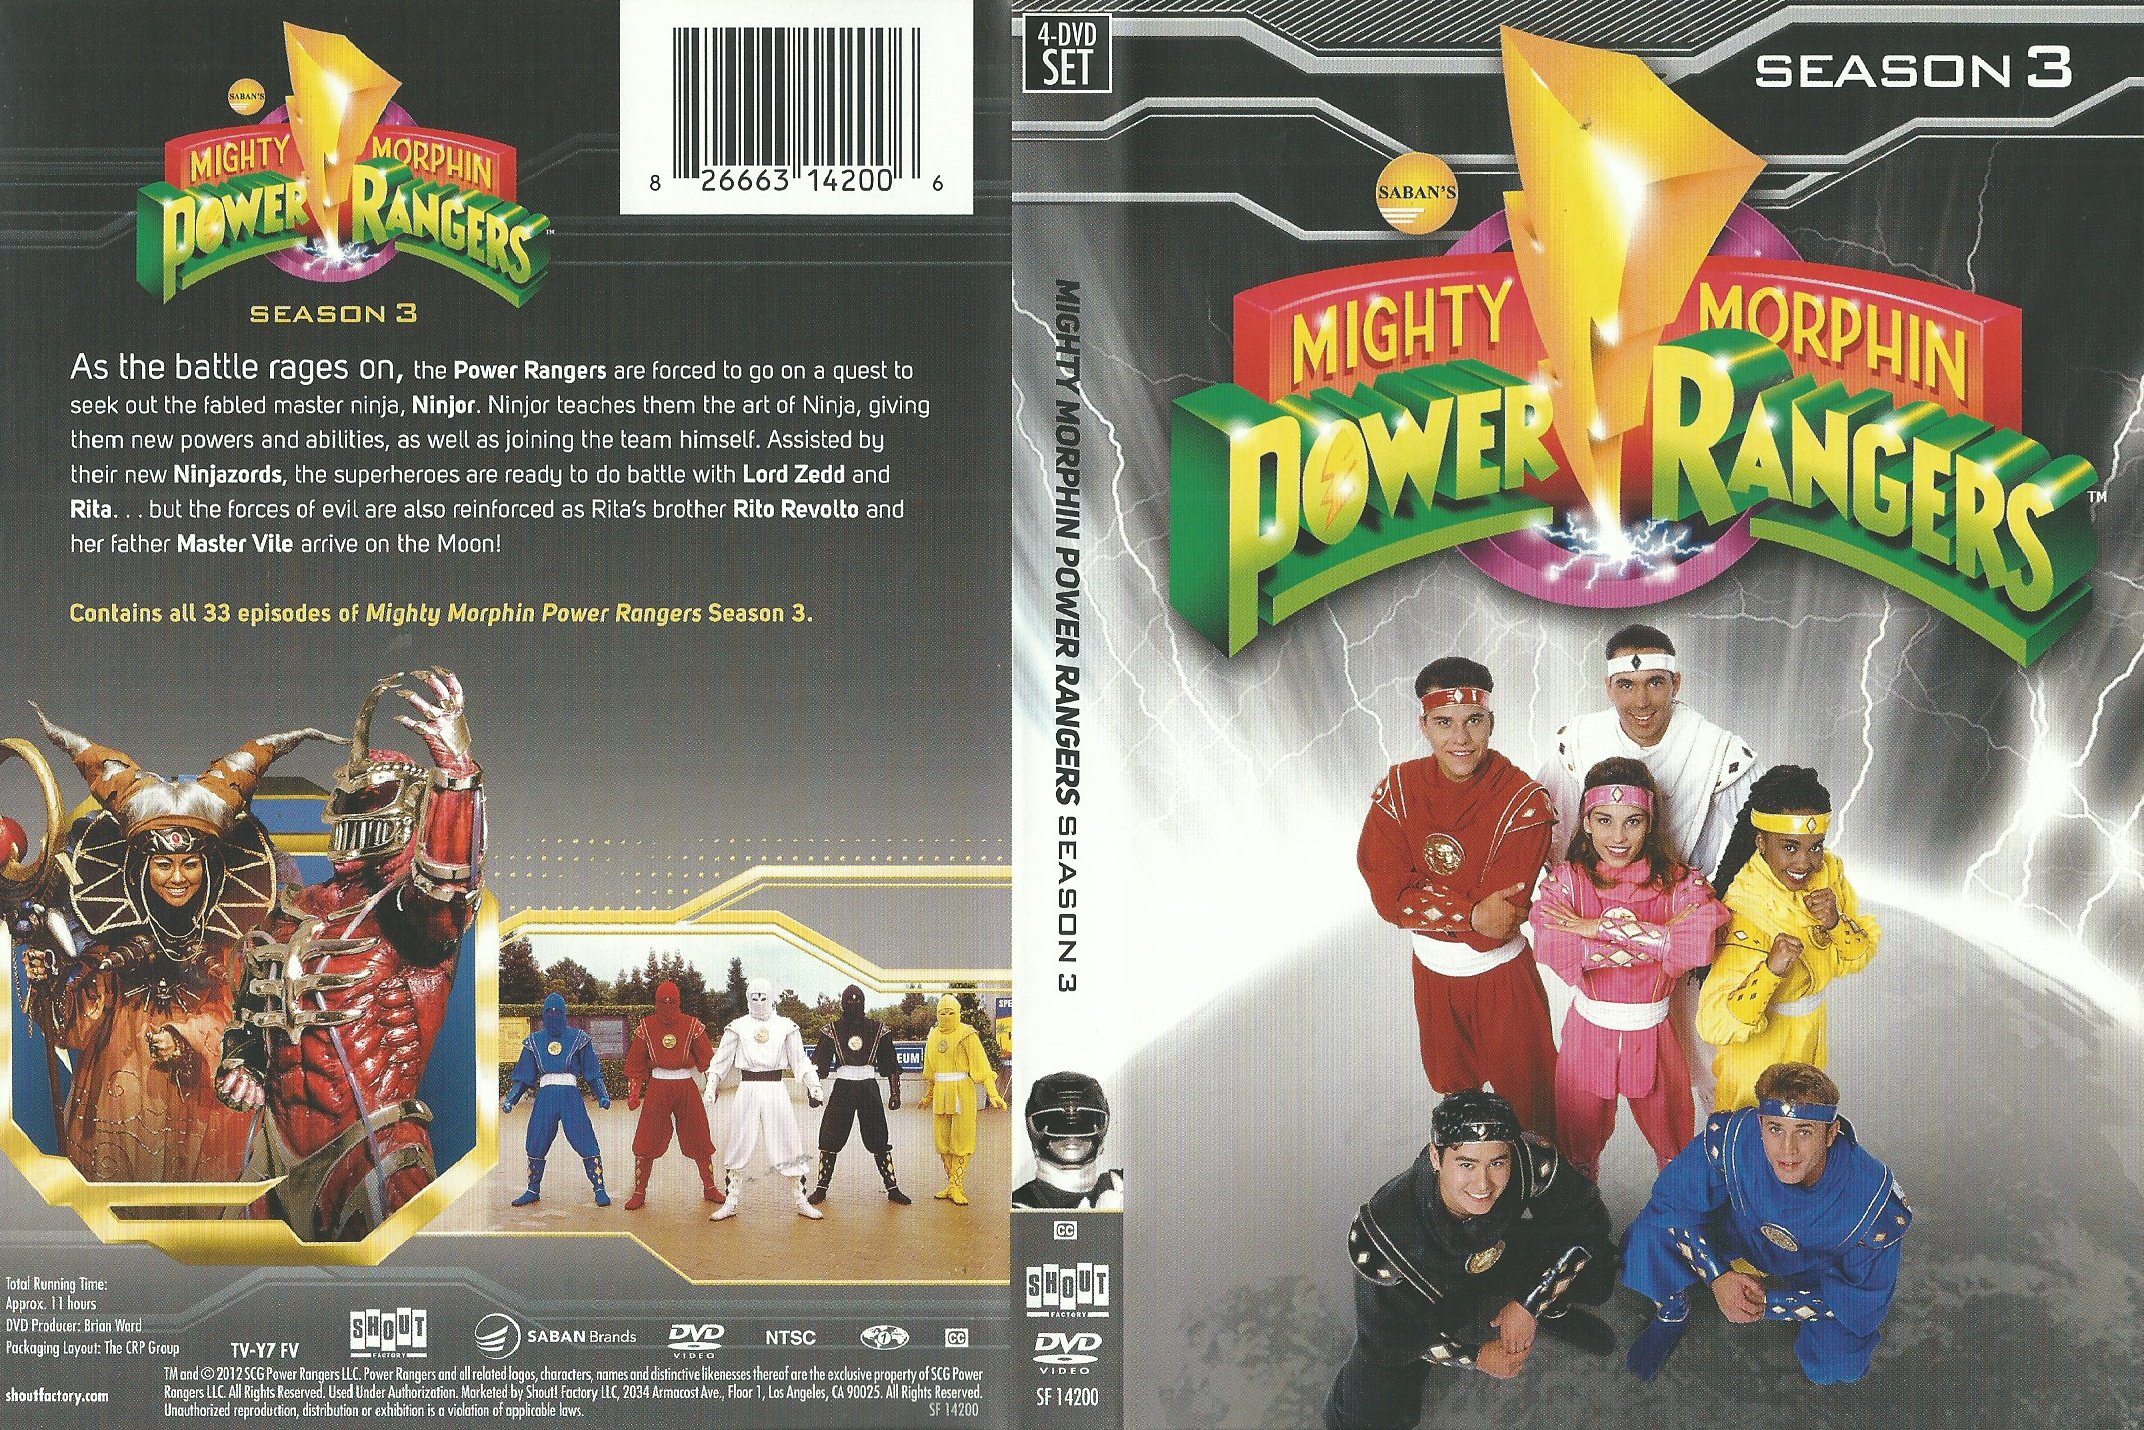 SABAN'S
MIGHTY MORPHIN
POWER RANGERS™
SEASON 3
8 26663 14200 6
As the battle rages on, the Power Rangers are forced to go on a quest to
seek out the fabled master ninja, Ninjor. Ninjor teaches them the art of Ninja, giving
them new powers and abilities, as well as joining the team himself. Assisted by
their new Ninjazords, the superheroes are ready to do battle with Lord Zedd and
Rita. . . but the forces of evil are also reinforced as Rita's brother Rito Revolto and
her father Master Vile arrive on the Moon!
Contains all 33 episodes of Mighty Morphin Power Rangers Season 3.
EUM
Total Running Time:
Approx. 11 hours
DVD Producer: Brian Ward
Packaging Layout: The CRP Group
shoutfactory.com
TV-Y7 FV
SHOUT
FACTORY
SABAN Brands
DVD
VIDEO
NTSC
1
CC
TM and © 2012 SCG Power Rangers LLC. Power Rangers and all related logos, characters, names and distinctive likenesses thereof are the exclusive property of SCG Power
Rangers LLC. All Rights Reserved. Used Under Authorization. Marketed by Shout! Factory LLC, 2034 Armacost Ave., Floor 1, Los Angeles, CA 90025. All Rights Reserved.
Unauthorized reproduction, distribution or exhibition is a violation of applicable laws.
SF 14200
4-DVD
SET
MIGHTY MORPHIN POWER RANGERS SEASON 3
CC
SHOUT
FACTORY
DVD
VIDEO
SF 14200
SEASON 3
SABAN'S
MIGHTY MORPHIN
POWER RANGERS™